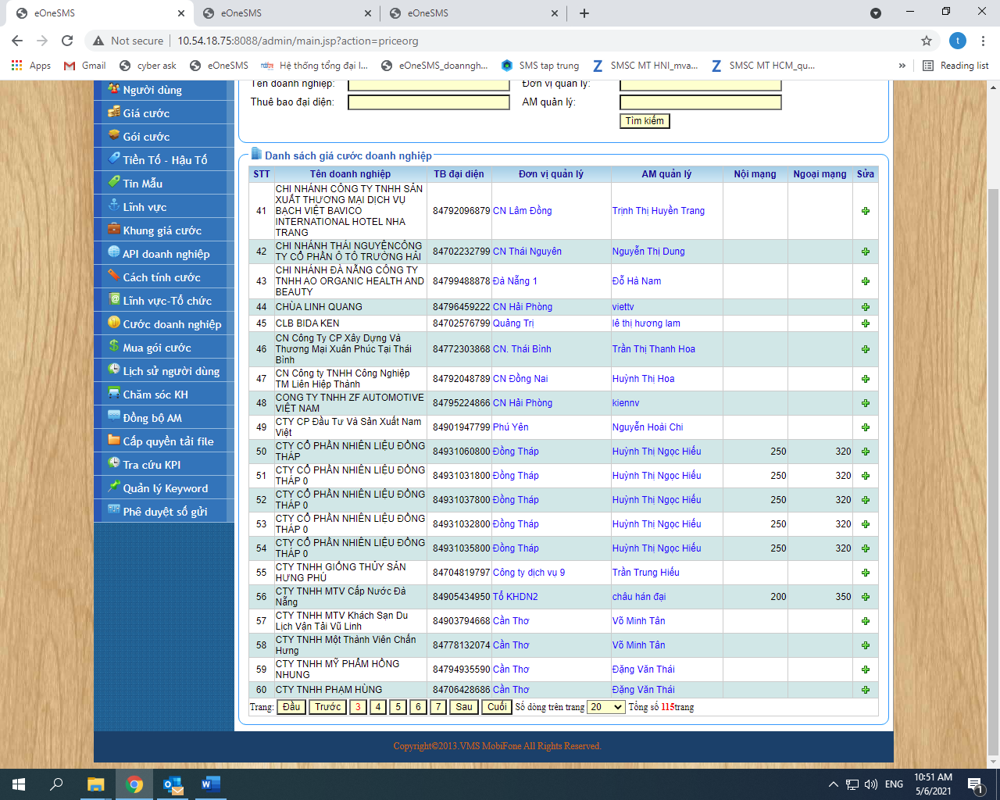 eOneSMS
eOneSMS
eOneSMS
Not secure
10.54.18.75:8088/admin/main.jsp?action=priceorg
t
Apps
Gmail
cyber ask
eOneSMS
Hệ thống tổng đại l...
eOneSMS_doanngh...
SMS tap trung
SMSC MT HNI_mva...
SMSC MT HCM_qu...
»
Reading list
Người dùng
Giá cước
Gói cước
Tiền Tố - Hậu Tố
Tin Mẫu
Lĩnh vực
Khung giá cước
API doanh nghiệp
Cách tính cước
Lĩnh vực-Tổ chức
Cước doanh nghiệp
Mua gói cước
Lịch sử người dùng
Chăm sóc KH
Đồng bộ AM
Cấp quyền tải file
Tra cứu KPI
Quản lý Keyword
Phê duyệt số gửi
Tên doanh nghiệp:
Đơn vị quản lý:
Thuê bao đại diện:
AM quản lý:
Tìm kiếm
Danh sách giá cước doanh nghiệp
STT Tên doanh nghiệp TB đại diện Đơn vị quản lý AM quản lý Nội mạng Ngoại mạng Sửa
CHI NHÁNH CÔNG TY TNHH SẢN
XUẤT THƯƠNG MẠI DỊCH VỤ
41 BẠCH VIỆT BAVICO 84792096879 CN Lâm Đồng Trịnh Thị Huyền Trang
INTERNATIONAL HOTEL NHA
TRANG
42 CHI NHÁNH THÁI NGUYÊNCÔNG 84702232799 CN Thái Nguyên Nguyễn Thị Dung
TY CỔ PHẦN Ô TÔ TRƯỜNG HẢI
CHI NHÁNH ĐÀ NẴNG CÔNG TY
43 TNHH AO ORGANIC HEALTH AND 84799488878 Đà Nẵng 1 Đỗ Hà Nam
BEAUTY
44 CHÙA LINH QUANG 84796459222 CN Hải Phòng viettv
45 CLB BIDA KEN 84702576799 Quảng Trị lê thị hương lam
CN Công Ty CP Xây Dựng Và
46 Thương Mại Xuân Phúc Tại Thái 84772303868 CN. Thái Bình Trần Thị Thanh Hoa
Bình
47 CN Công ty TNHH Công Nghiệp 84792048789 CN Đồng Nai Huỳnh Thị Hoa
TM Liên Hiệp Thành
48 CONG TY TNHH ZF AUTOMOTIVE 84795224866 CN Hải Phòng kiennv
VIỆT NAM
49 CTY CP Đầu Tư Và Sản Xuất Nam 84901947799 Phú Yên Nguyễn Hoài Chi
Việt
50 CTY CỔ PHẦN NHIÊN LIỆU ĐỒNG 84931060800 Đồng Tháp Huỳnh Thị Ngọc Hiếu 250 320
THÁP
51 CTY CỔ PHẦN NHIÊN LIỆU ĐỒNG 84931031800 Đồng Tháp Huỳnh Thị Ngọc Hiếu 250 320
THÁP 0
52 CTY CỔ PHẦN NHIÊN LIỆU ĐỒNG 84931037800 Đồng Tháp Huỳnh Thị Ngọc Hiếu 250 320
THÁP 0
53 CTY CỔ PHẦN NHIÊN LIỆU ĐỒNG 84931032800 Đồng Tháp Huỳnh Thị Ngọc Hiếu 250 320
THÁP 0
54 CTY CỔ PHẦN NHIÊN LIỆU ĐỒNG 84931035800 Đồng Tháp Huỳnh Thị Ngọc Hiếu 250 320
THÁP 0
55 CTY TNHH GIỐNG THỦY SẢN 84704819797 Công ty dịch vụ 9 Trần Trung Hiếu
HƯNG PHÚ
56 CTY TNHH MTV Cấp Nước Đà 84905434950 Tổ KHDN2 châu hán đại 200 350
Nẵng
57 CTY TNHH MTV Khách Sạn Du 84903794668 Cần Thơ Võ Minh Tân
Lịch Vận Tải Vũ Linh
58 CTY TNHH Một Thành Viên Chấn 84778132074 Cần Thơ Võ Minh Tân
Hưng
59 CTY TNHH MỸ PHẨM HỒNG 84794935590 Cần Thơ Đặng Văn Thái
NHUNG
60 CTY TNHH PHẠM HÙNG 84706428686 Cần Thơ Đặng Văn Thái
Trang: Đầu Trước 3 4 5 6 7 Sau Cuối Số dòng trên trang 20 Tổng số 115trang
Copyright©2013.VMS MobiFone All Rights Reserved.
ENG
10:51 AM
5/6/2021
1